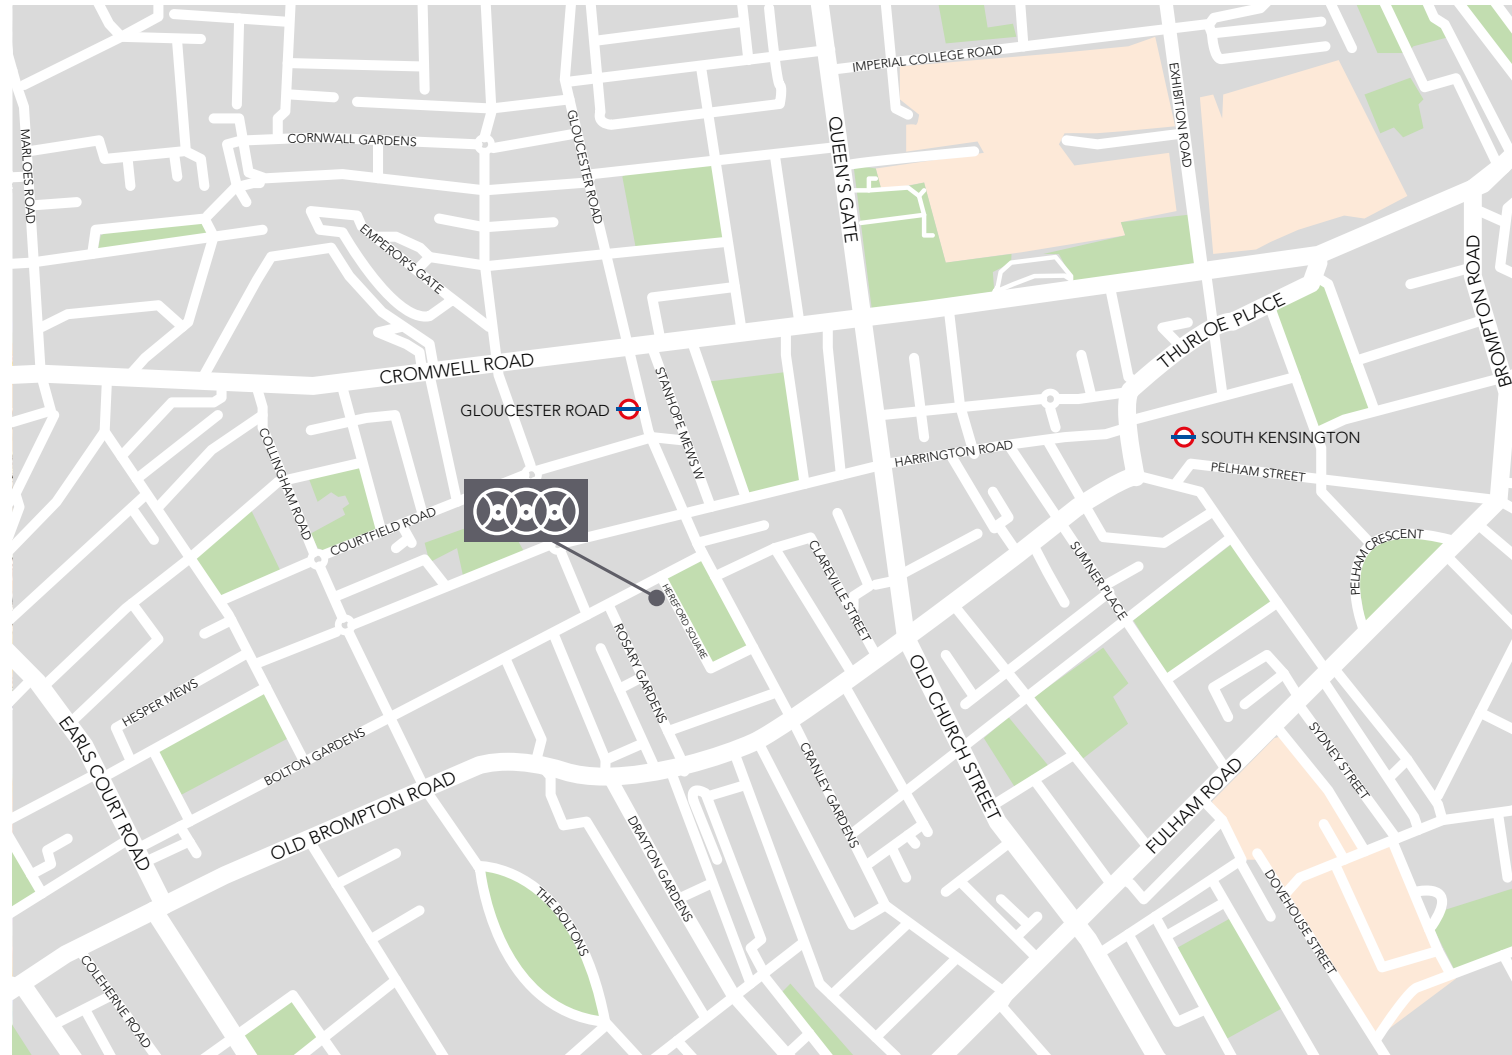 IMPERIAL COLLEGE ROAD
EXHIBITION ROAD
QUEEN'S GATE
GLOUCESTER ROAD
CORNWALL GARDENS
MARLOES ROAD
EMPEROR'S GATE
BROMPTON ROAD
THURLOE PLACE
CROMWELL ROAD
STANHOPE MEWS W
GLOUCESTER ROAD
SOUTH KENSINGTON
HARRINGTON ROAD
PELHAM STREET
COLLINGHAM ROAD
COURTFIELD ROAD
PELHAM CRESCENT
CLAREVILLE STREET
SUMNER PLACE
HEREFORD SQUARE
ROSARY GARDENS
HESPER MEWS
BOLTON GARDENS
EARLS COURT ROAD
OLD CHURCH STREET
OLD BROMPTON ROAD
CRANLEY GARDENS
SYDNEY STREET
FULHAM ROAD
DRAYTON GARDENS
THE BOLTONS
DOVEHOUSE STREET
COLEHERNE ROAD